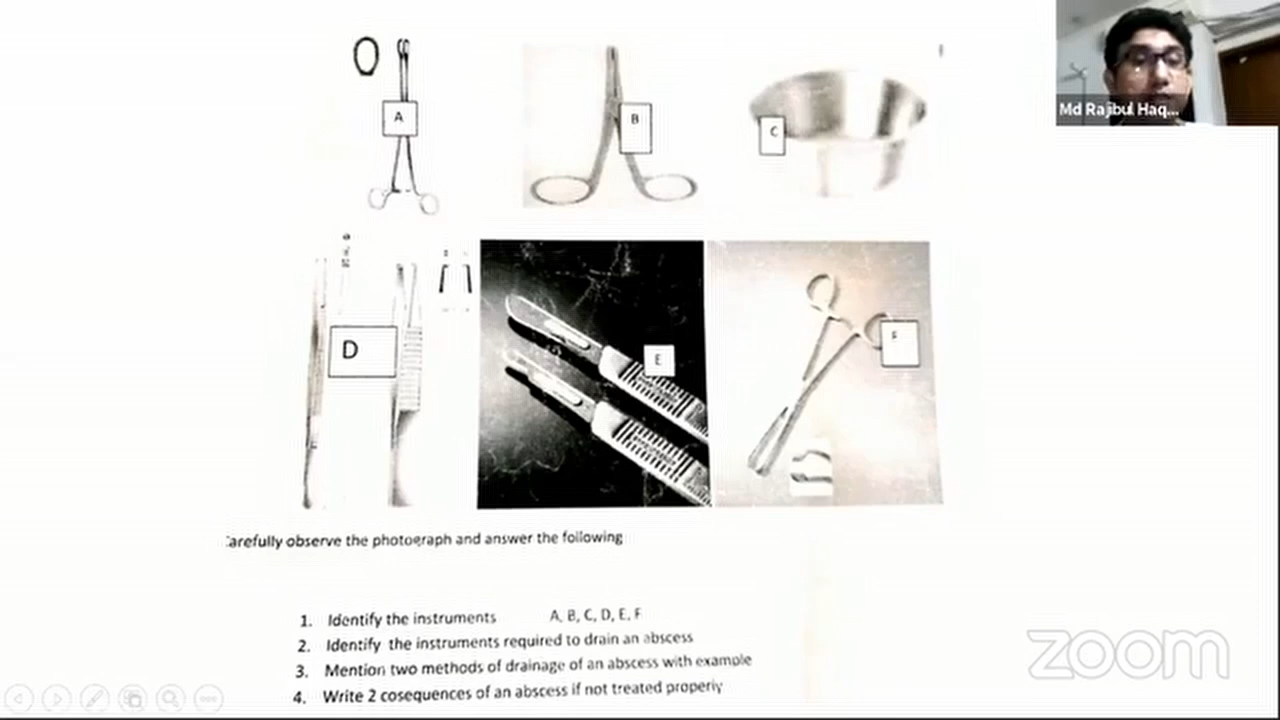 A
B
C
Md Rajibul Haq...
D
E
F
arefully observe the photograph and answer the following
1. Identify the instruments A, B, C, D, E, F
2. Identify the instruments required to drain an abscess
3. Mention two methods of drainage of an abscess with example
4. Write 2 cosequences of an abscess if not treated properly
zoom